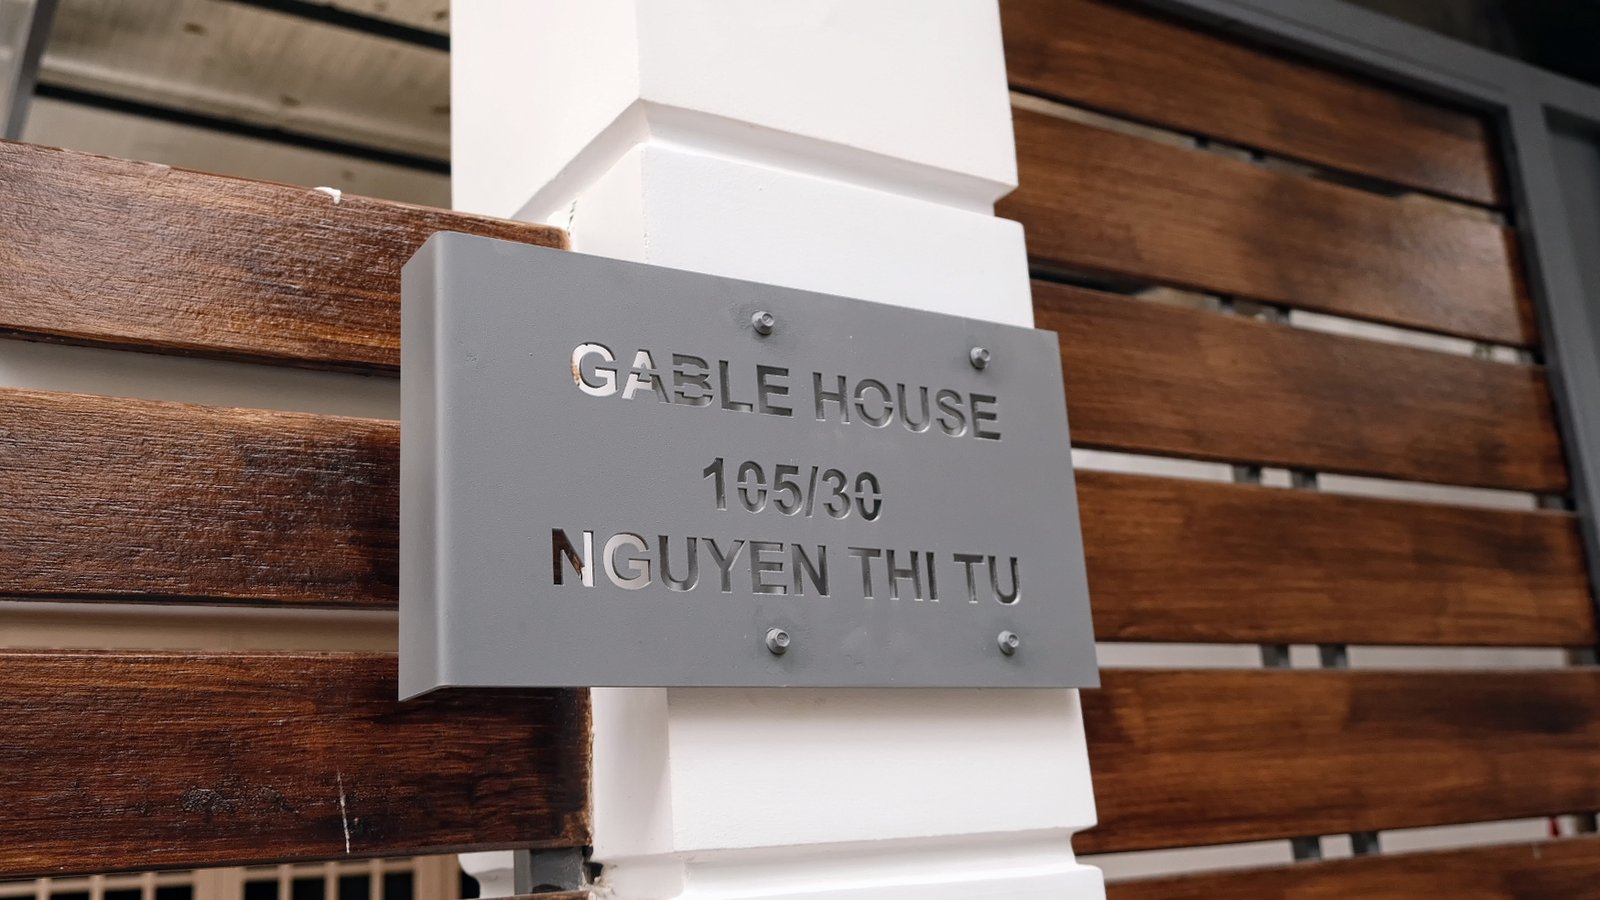 GABLE HOUSE
105/30
NGUYEN THI TU